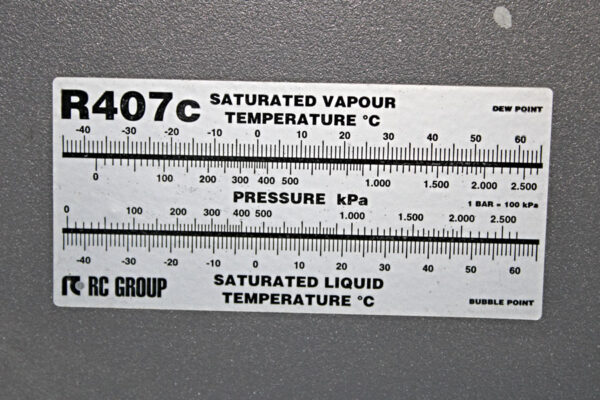 R407c SATURATED VAPOUR TEMPERATURE °C DEW POINT
-40 -30 -20 -10 0 10 20 30 40 50 60
0 100 200 300 400 500 1.000 1.500 2.000 2.500
PRESSURE kPa 1 BAR = 100 kPa
0 100 200 300 400 500 1.000 1.500 2.000 2.500
-40 -30 -20 -10 0 10 20 30 40 50 60
RC GROUP SATURATED LIQUID TEMPERATURE °C BUBBLE POINT